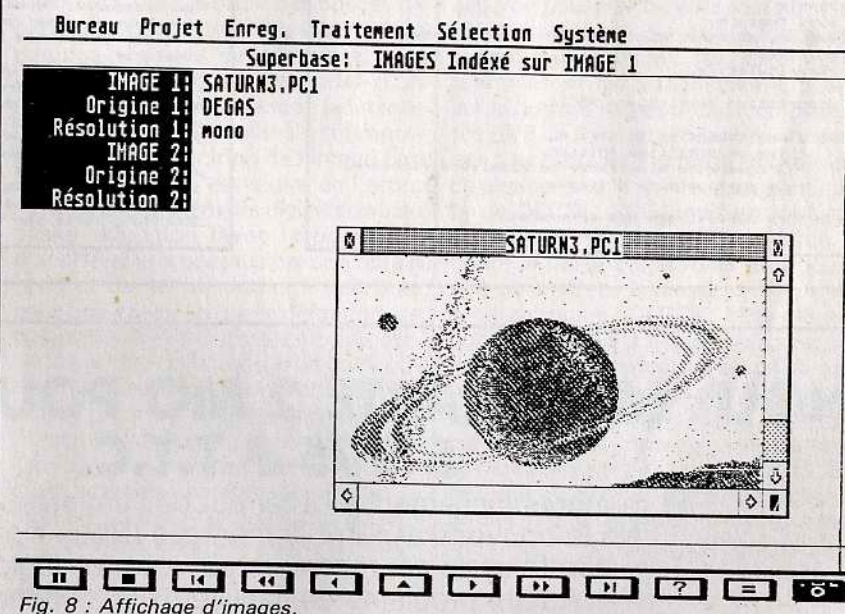 Bureau Projet Enreg. Traitement Sélection Système
Superbase: IMAGES Indéxé sur IMAGE 1
IMAGE 1: SATURN3.PC1
Origine 1: DEGAS
Résolution 1: mono
IMAGE 2:
Origine 2:
Résolution 2:
SATURN3.PC1
? =
Fig. 8 : Affichage d'images.